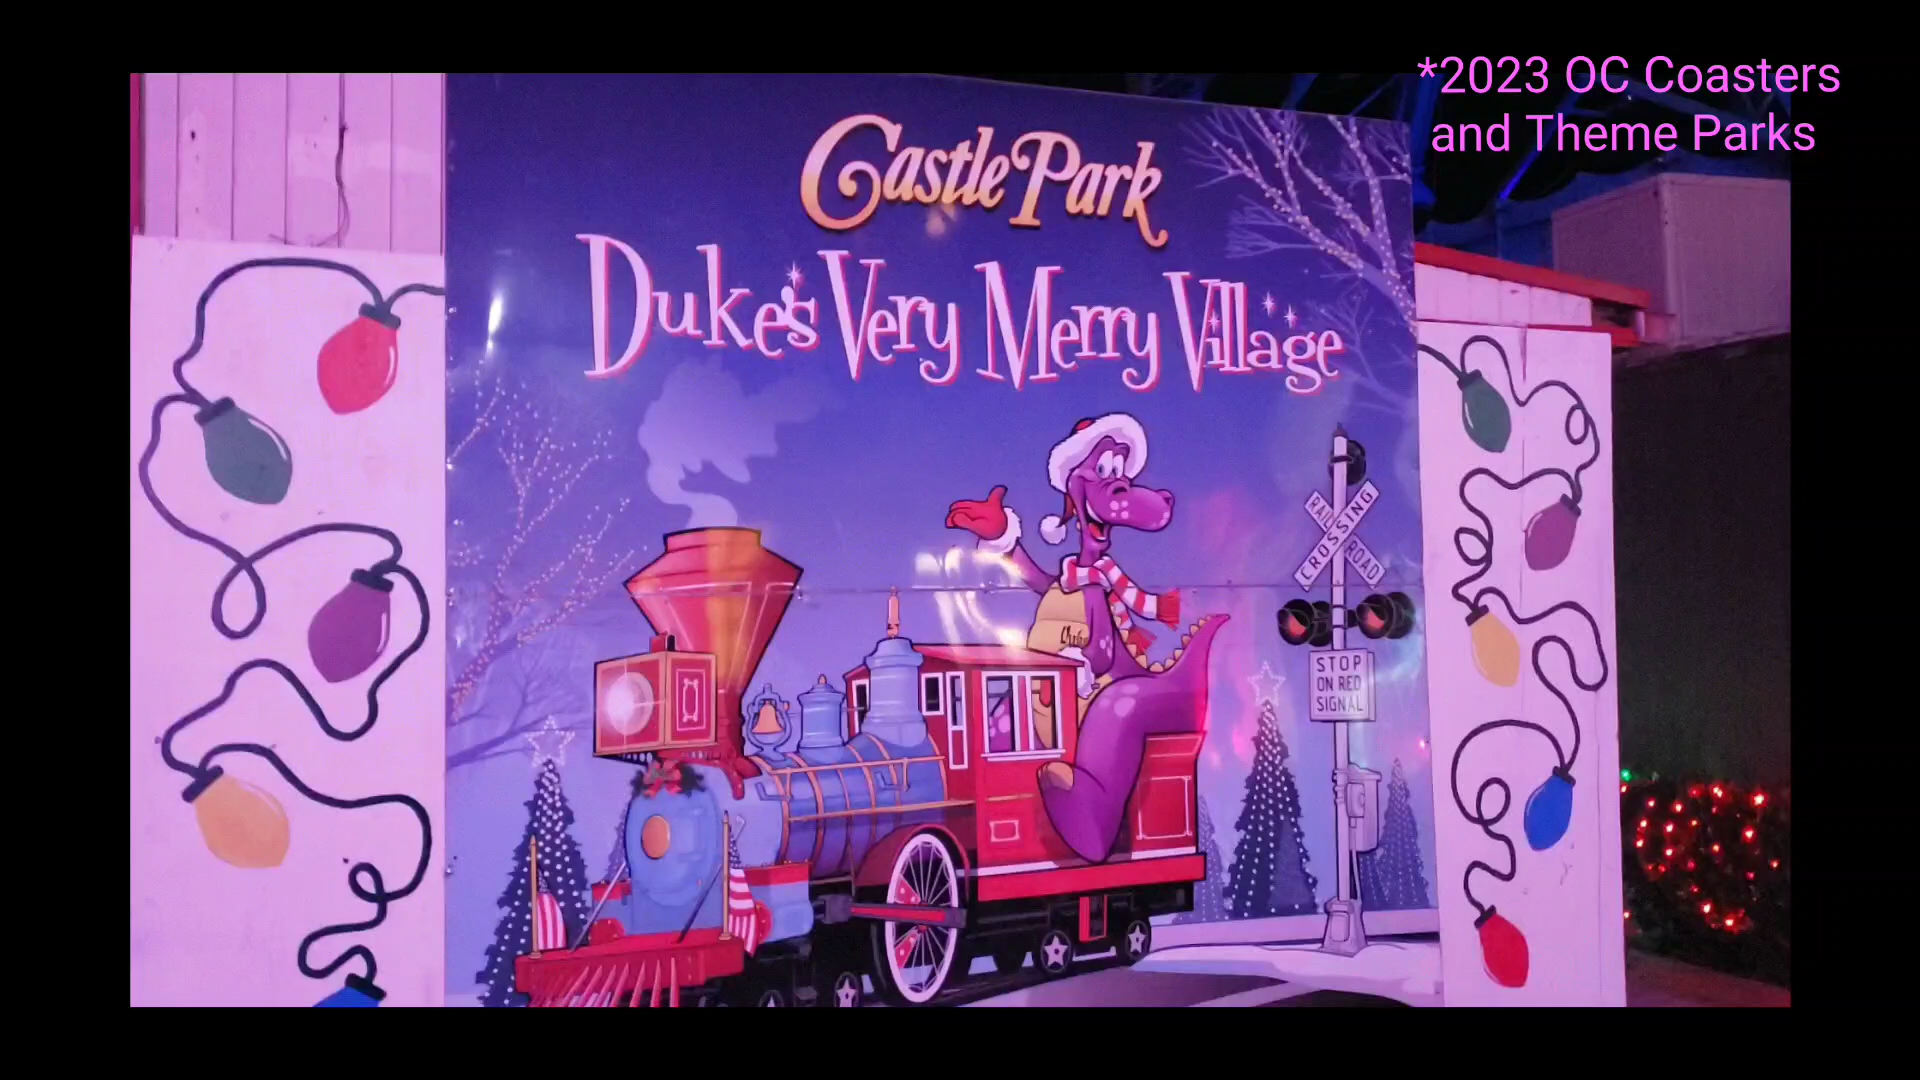 *2023 OC Coasters
and Theme Parks
Castle Park
Duke's Very Merry Village
RAIL ROAD
CROSSING
STOP
ON RED
SIGNAL
Duke